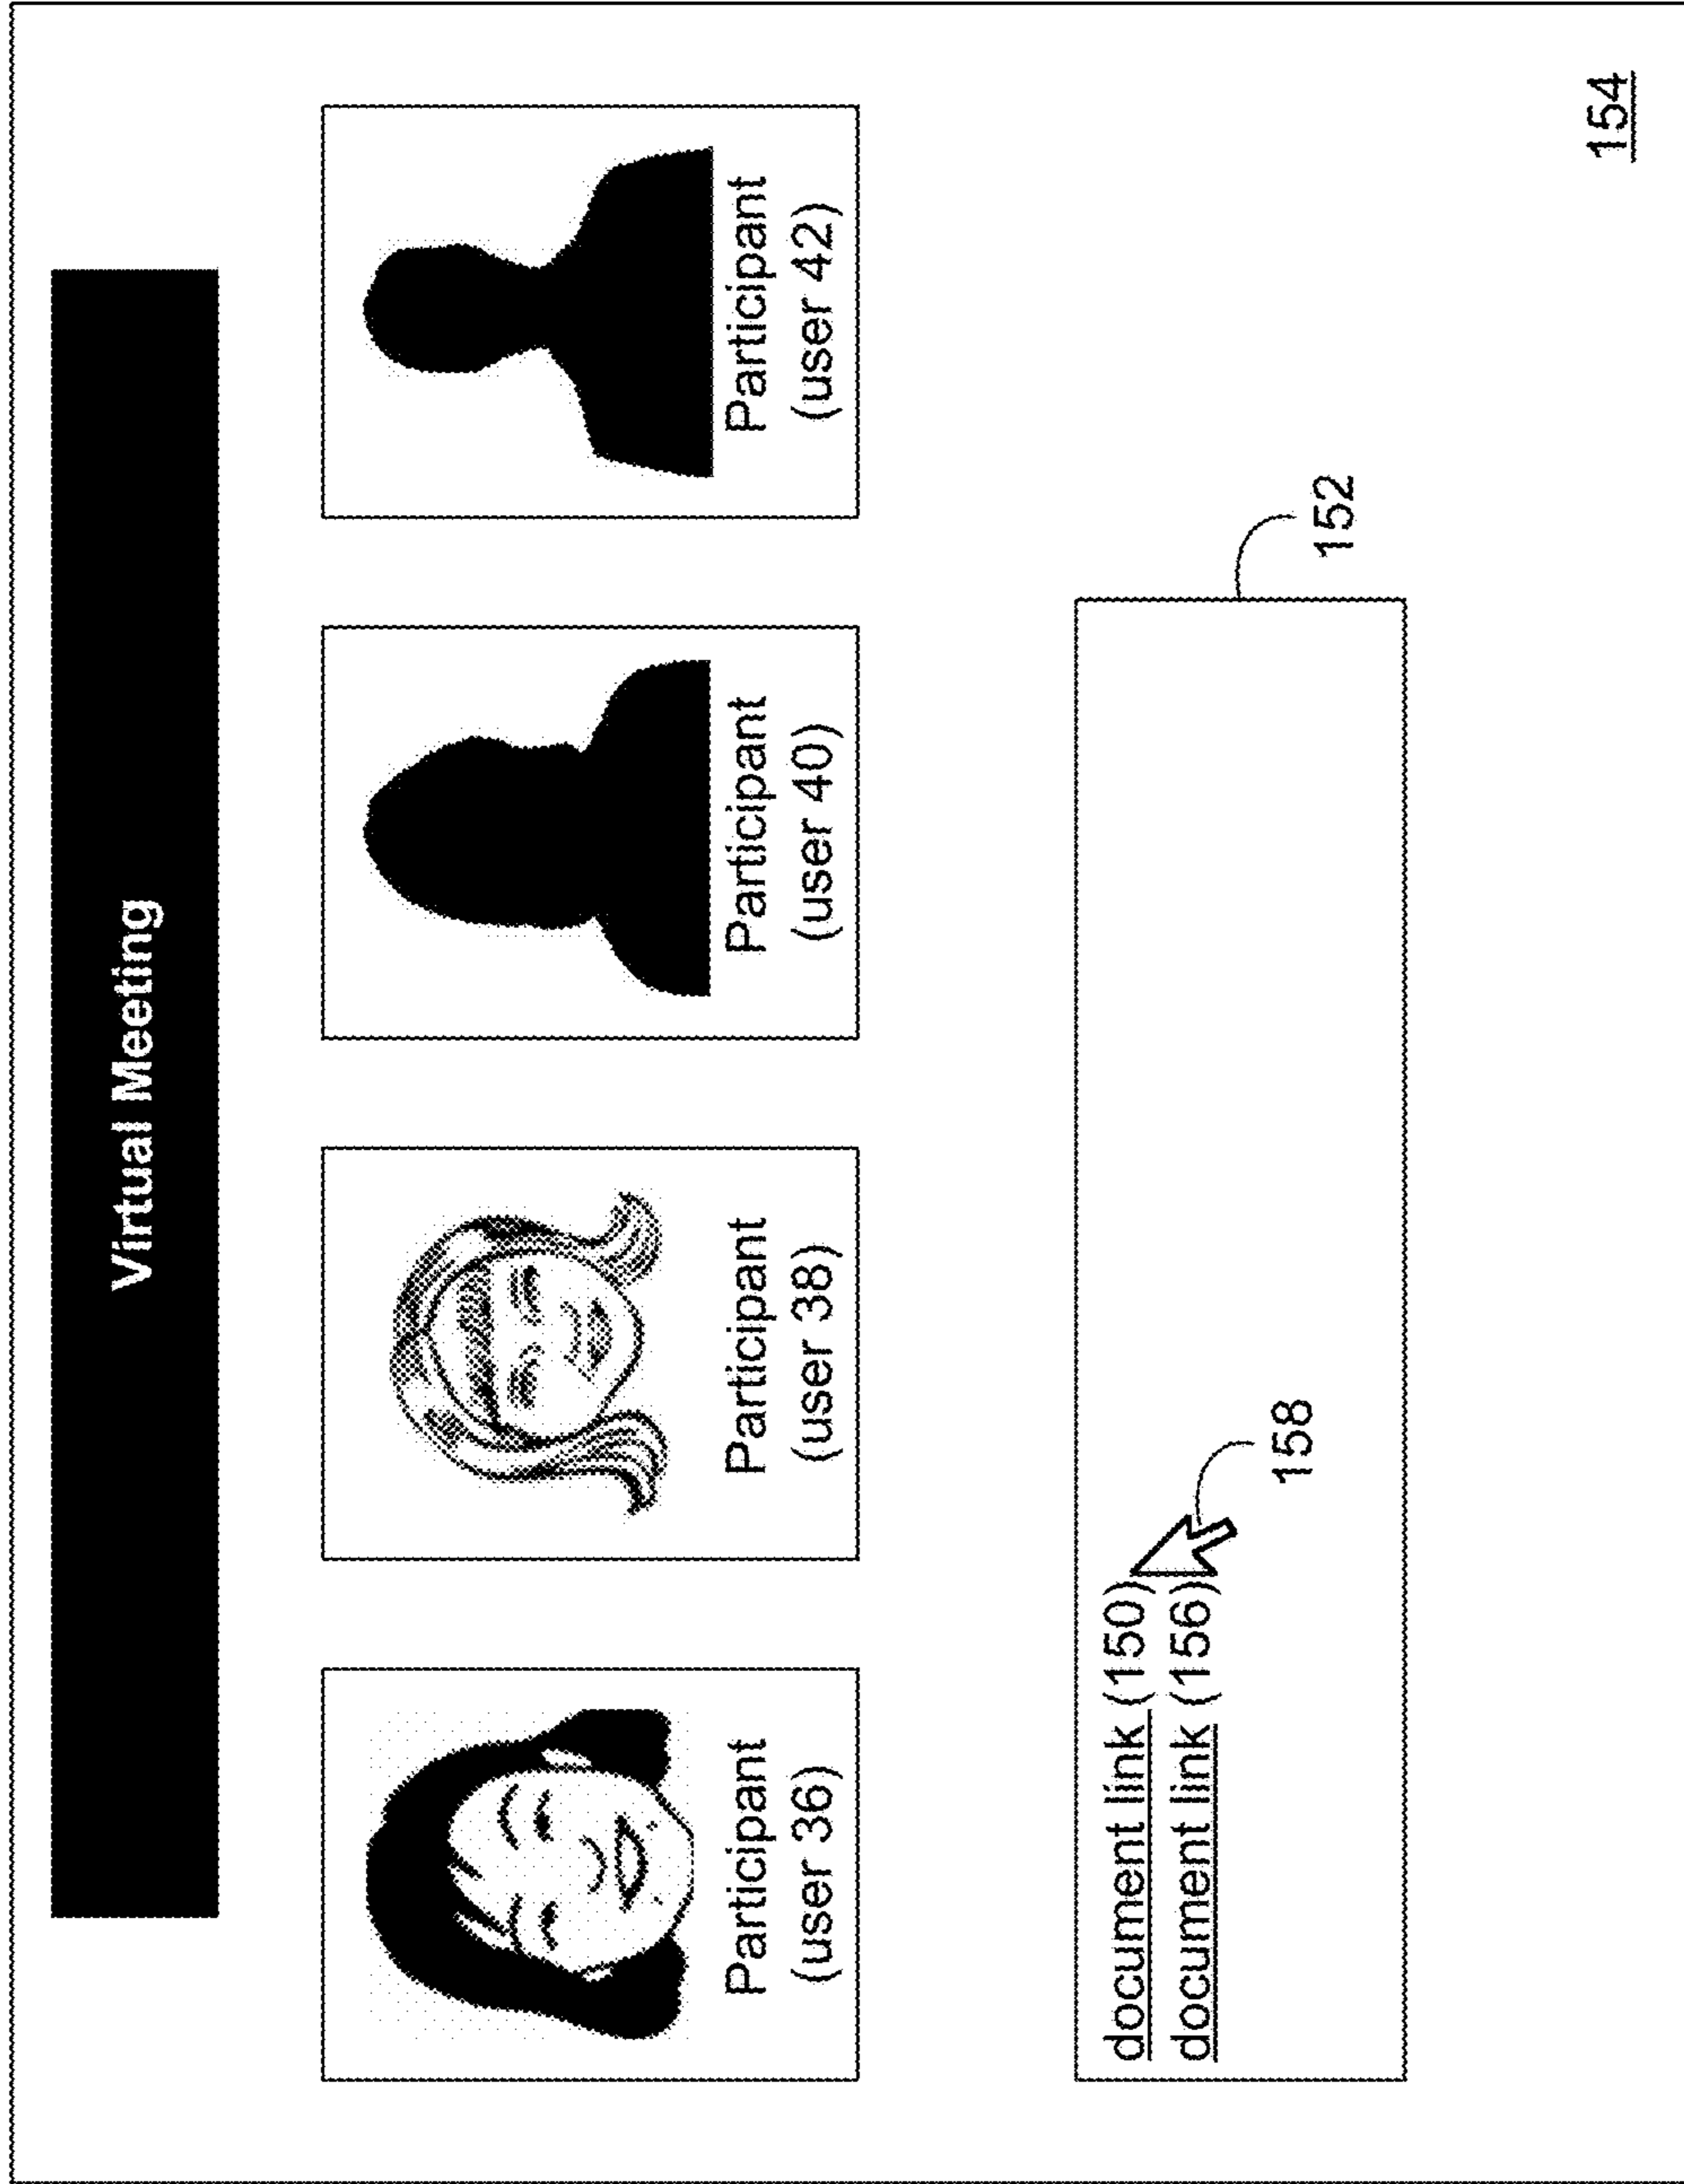 Virtual Meeting
Participant
(user 36)
Participant
(user 38)
Participant
(user 40)
Participant
(user 42)
document link (150)
document link (156)
158
152
154